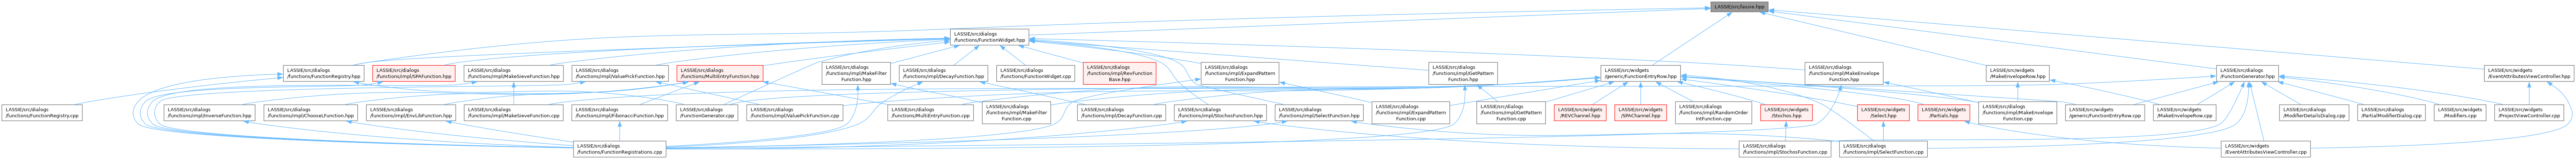 LASSIE/src/lassie.hpp
LASSIE/src/dialogs
/functions/FunctionWidget.hpp
LASSIE/src/dialogs
/functions/FunctionRegistry.hpp
LASSIE/src/dialogs
/functions/impl/SPAFunction.hpp
LASSIE/src/dialogs
/functions/impl/MakeSieveFunction.hpp
LASSIE/src/dialogs
/functions/impl/ValuePickFunction.hpp
LASSIE/src/dialogs
/functions/MultiEntryFunction.hpp
LASSIE/src/dialogs
/functions/impl/MakeFilter
Function.hpp
LASSIE/src/dialogs
/functions/impl/DecayFunction.hpp
LASSIE/src/dialogs
/functions/FunctionWidget.cpp
LASSIE/src/dialogs
/functions/impl/RevFunction
Base.hpp
LASSIE/src/dialogs
/functions/impl/ExpandPattern
Function.hpp
LASSIE/src/dialogs
/functions/impl/GetPattern
Function.hpp
LASSIE/src/widgets
/generic/FunctionEntryRow.hpp
LASSIE/src/dialogs
/functions/impl/MakeEnvelope
Function.hpp
LASSIE/src/widgets
/MakeEnvelopeRow.hpp
LASSIE/src/dialogs
/FunctionGenerator.hpp
LASSIE/src/widgets
/EventAttributesViewController.hpp
LASSIE/src/dialogs
/functions/FunctionRegistry.cpp
LASSIE/src/dialogs
/functions/impl/InverseFunction.hpp
LASSIE/src/dialogs
/functions/impl/ChooseLFunction.hpp
LASSIE/src/dialogs
/functions/impl/EnvLibFunction.hpp
LASSIE/src/dialogs
/functions/impl/MakeSieveFunction.cpp
LASSIE/src/dialogs
/functions/impl/FibonacciFunction.hpp
LASSIE/src/dialogs
/FunctionGenerator.cpp
LASSIE/src/dialogs
/functions/impl/ValuePickFunction.cpp
LASSIE/src/dialogs
/functions/MultiEntryFunction.cpp
LASSIE/src/dialogs
/functions/impl/MakeFilter
Function.cpp
LASSIE/src/dialogs
/functions/impl/DecayFunction.cpp
LASSIE/src/dialogs
/functions/impl/StochosFunction.hpp
LASSIE/src/dialogs
/functions/impl/SelectFunction.hpp
LASSIE/src/dialogs
/functions/impl/ExpandPattern
Function.cpp
LASSIE/src/dialogs
/functions/impl/GetPattern
Function.cpp
LASSIE/src/widgets
/REVChannel.hpp
LASSIE/src/widgets
/SPAChannel.hpp
LASSIE/src/dialogs
/functions/impl/RandomOrder
IntFunction.cpp
LASSIE/src/widgets
/Stochos.hpp
LASSIE/src/widgets
/Select.hpp
LASSIE/src/widgets
/Partials.hpp
LASSIE/src/dialogs
/functions/impl/MakeEnvelope
Function.cpp
LASSIE/src/widgets
/generic/FunctionEntryRow.cpp
LASSIE/src/widgets
/MakeEnvelopeRow.cpp
LASSIE/src/dialogs
/ModifierDetailsDialog.cpp
LASSIE/src/dialogs
/PartialModifierDialog.cpp
LASSIE/src/widgets
/Modifiers.cpp
LASSIE/src/widgets
/ProjectViewController.cpp
LASSIE/src/dialogs
/functions/FunctionRegistrations.cpp
LASSIE/src/dialogs
/functions/impl/StochosFunction.cpp
LASSIE/src/dialogs
/functions/impl/SelectFunction.cpp
LASSIE/src/widgets
/EventAttributesViewController.cpp